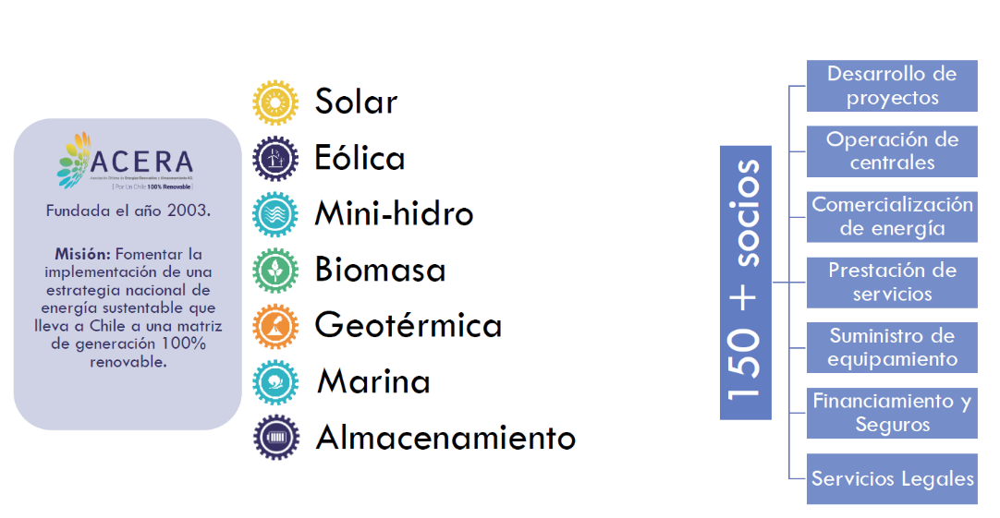 ACERA
Asociación Chilena de Energías Renovables y Almacenamiento AG.
| Por Un Chile 100% Renovable |
Fundada el año 2003.
Misión: Fomentar la
implementación de una
estrategia nacional de
energía sustentable que
lleva a Chile a una matriz
de generación 100%
renovable.
Solar
Eólica
Mini-hidro
Biomasa
Geotérmica
Marina
Almacenamiento
150 + socios
Desarrollo de
proyectos
Operación de
centrales
Comercialización
de energía
Prestación de
servicios
Suministro de
equipamiento
Financiamiento y
Seguros
Servicios Legales